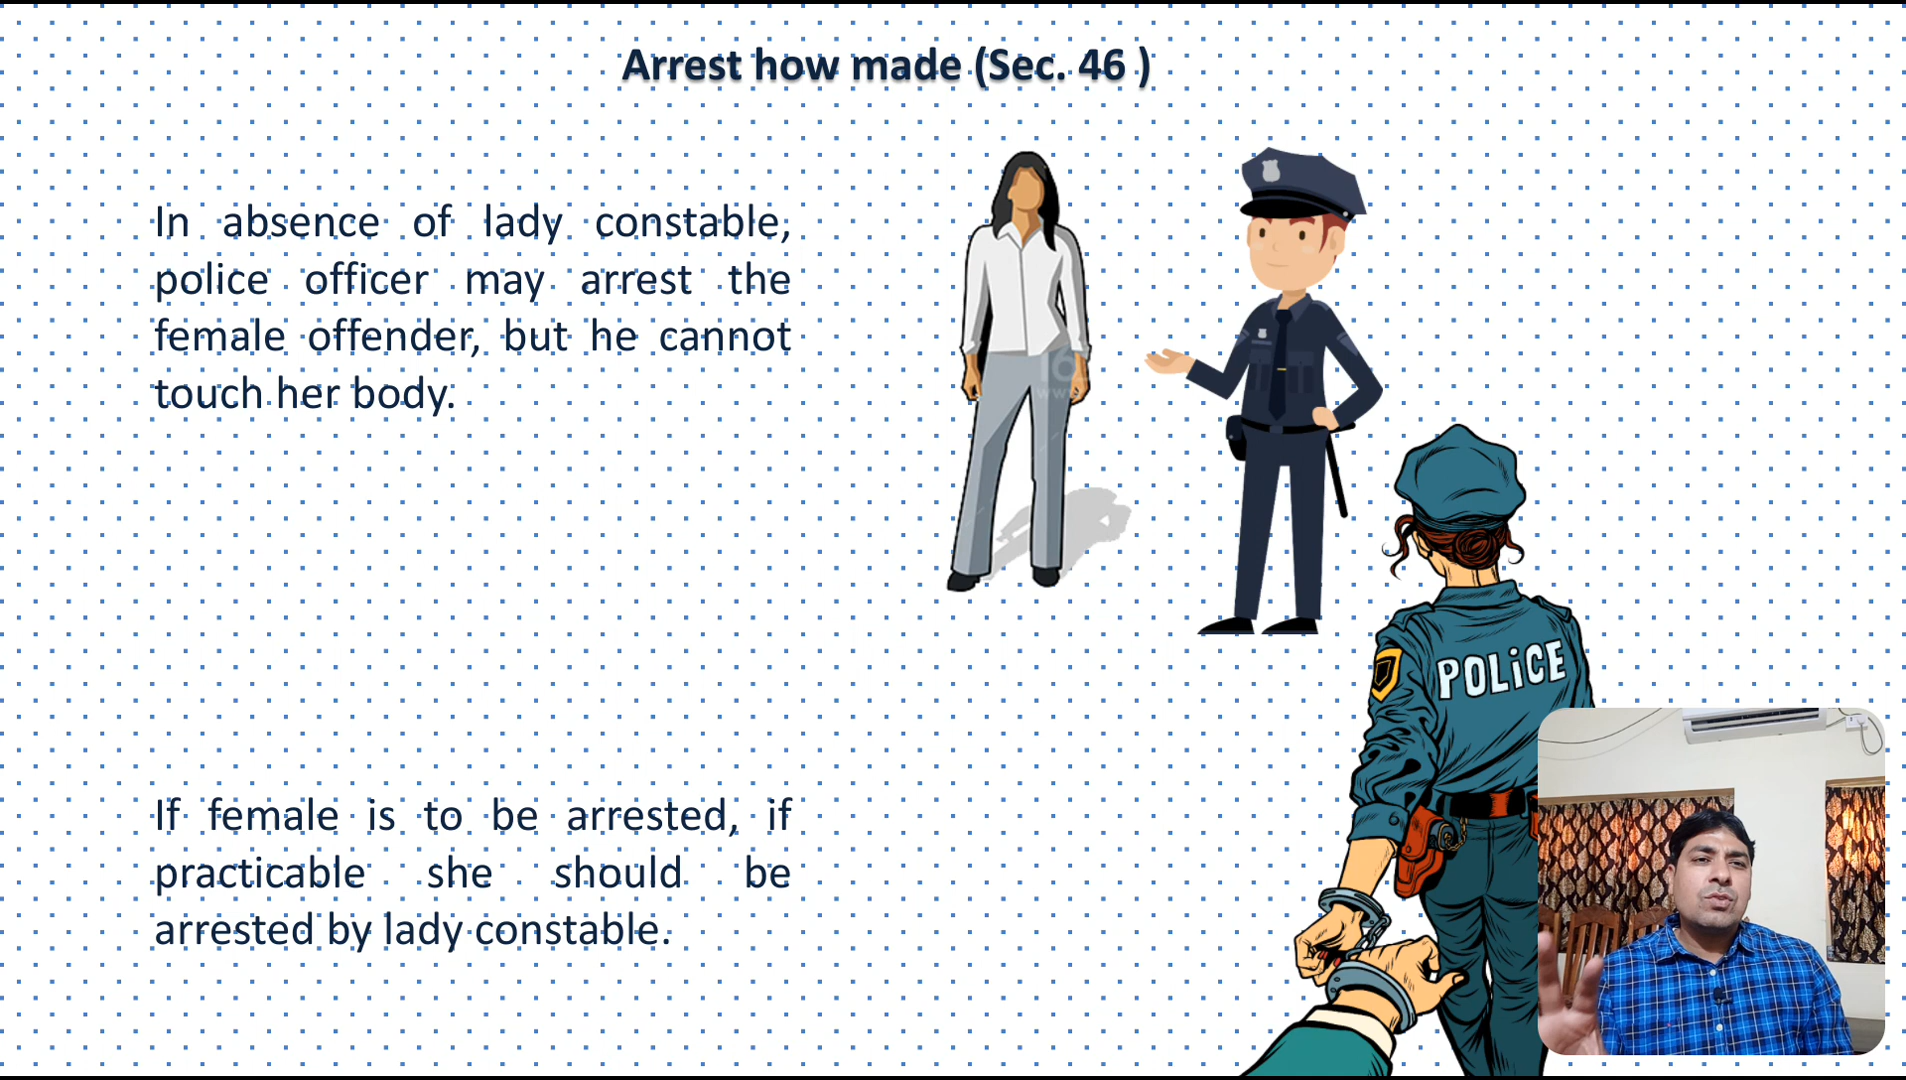 Arrest how made (Sec. 46 )
In absence of lady constable,
police officer may arrest the
female offender, but he cannot
touch her body.
POLiCE
If female is to be arrested, if
practicable she should be
arrested by lady constable.